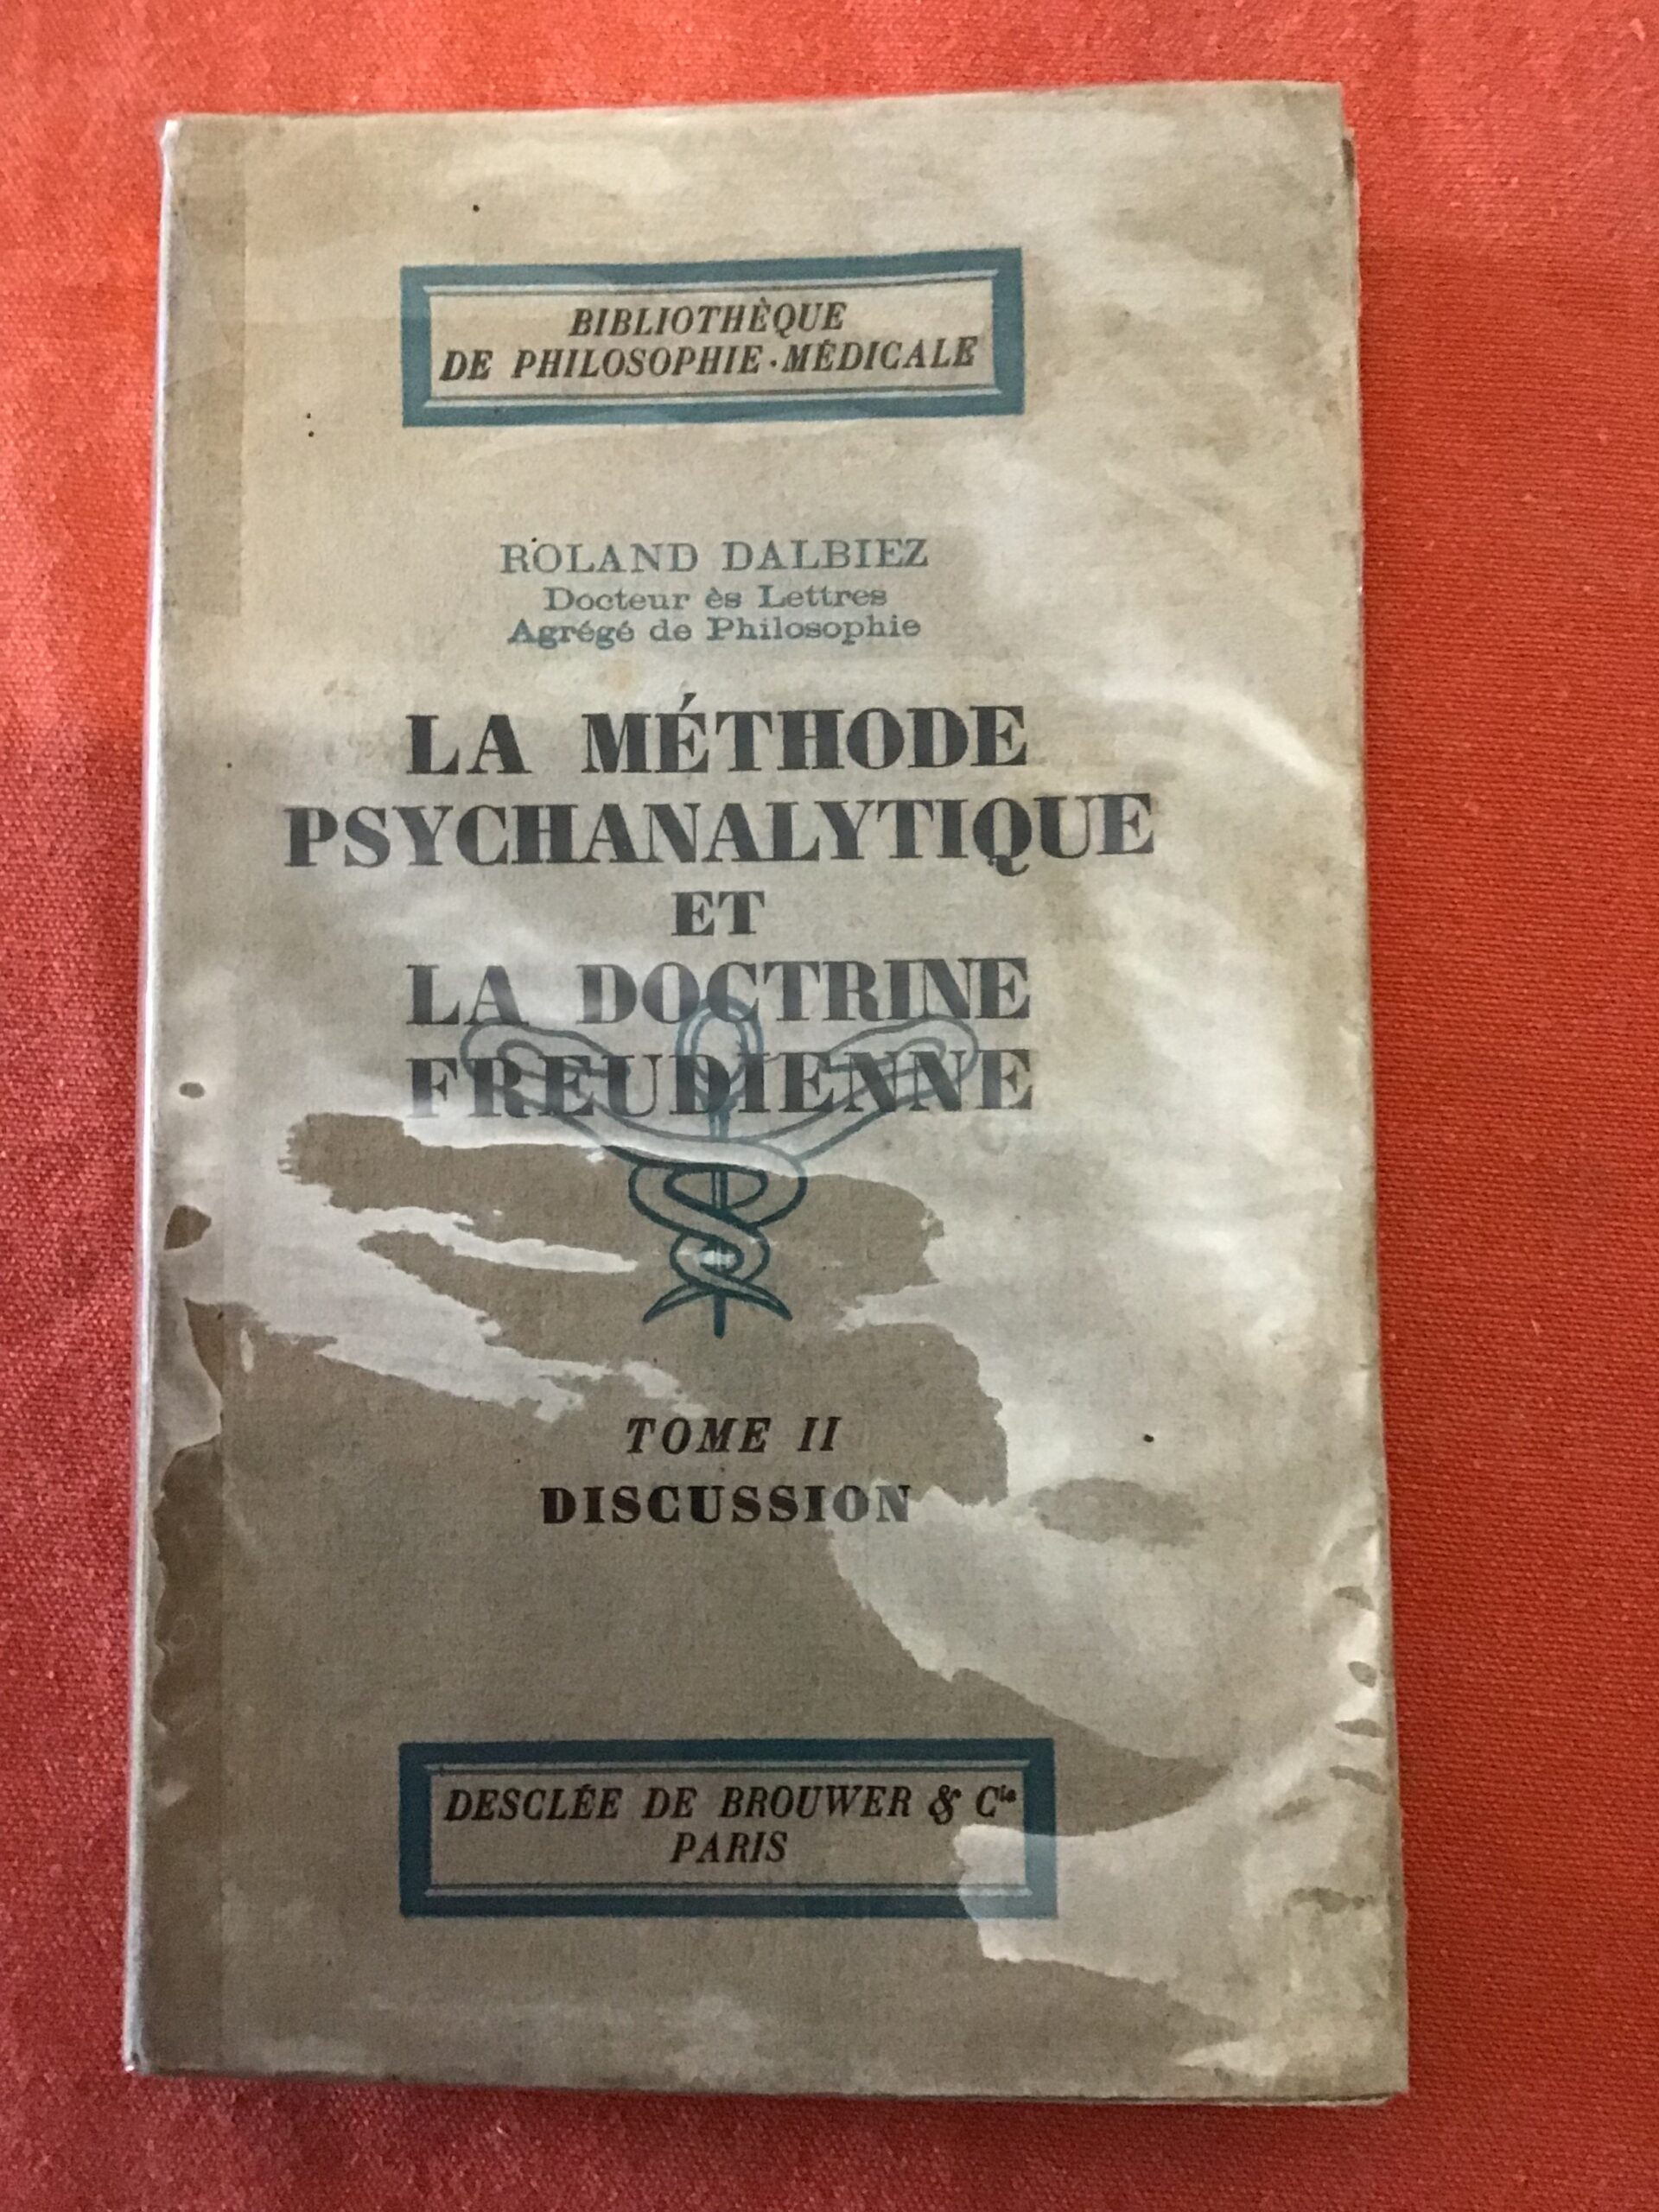 BIBLIOTHÈQUE
DE PHILOSOPHIE·MÉDICALE
ROLAND DALBIEZ
Docteur ès Lettres
Agrégé de Philosophie
LA MÉTHODE
PSYCHANALYTIQUE
ET
LA DOCTRINE
FREUDIENNE
TOME II
DISCUSSION
DESCLÉE DE BROUWER & Cie
PARIS